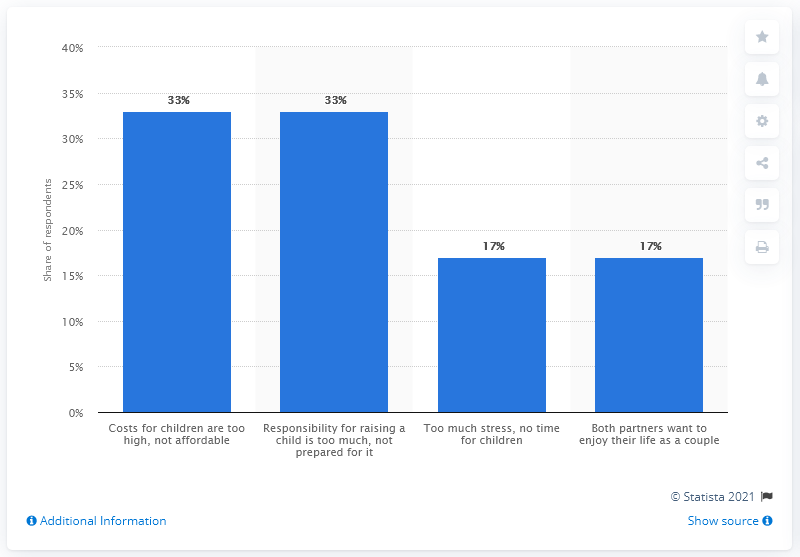 40%
35%
30%
25%
20%
15%
10%
5%
0%
Share of respondents
33%
33%
17%
17%
Costs for children are too
high, not affordable
Responsibility for raising a
child is too much, not
prepared for it
Too much stress, no time
for children
Both partners want to
enjoy their life as a couple
© Statista 2021
Additional Information
Show source